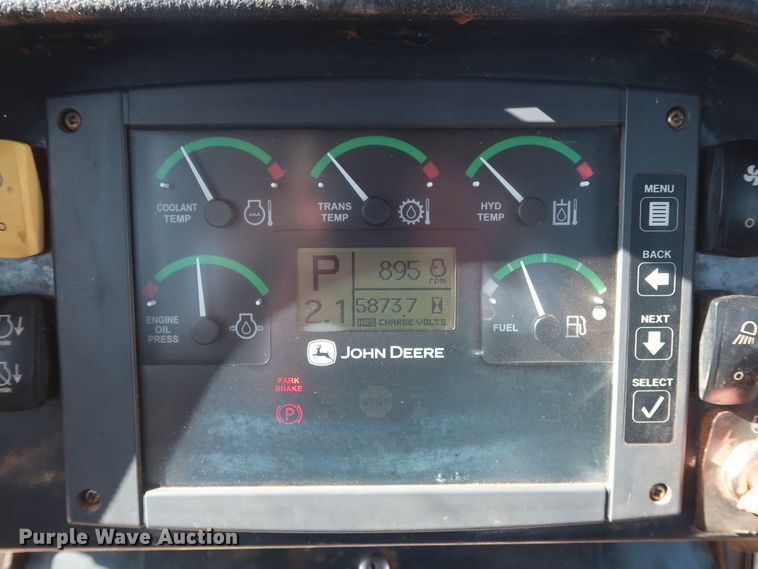 COOLANT
TEMP
TRANS
TEMP
HYD
TEMP
MENU
BACK
NEXT
SELECT
P
895
rpm
2.1
5873.7
HRS CHARGE-VOLTS
ENGINE
OIL
PRESS
FUEL
JOHN DEERE
PARK
BRAKE
P
STOP
Purple Wave Auction